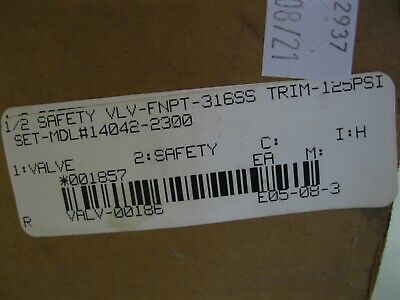 2937
08/21
1/2 SAFETY VLV-FNPT-316SS TRIM-125PSI
SET-MDL#14042-2300
1:VALVE 2:SAFETY C: I:H
*001857 EA M:
R VALV-00186 E05-08-3